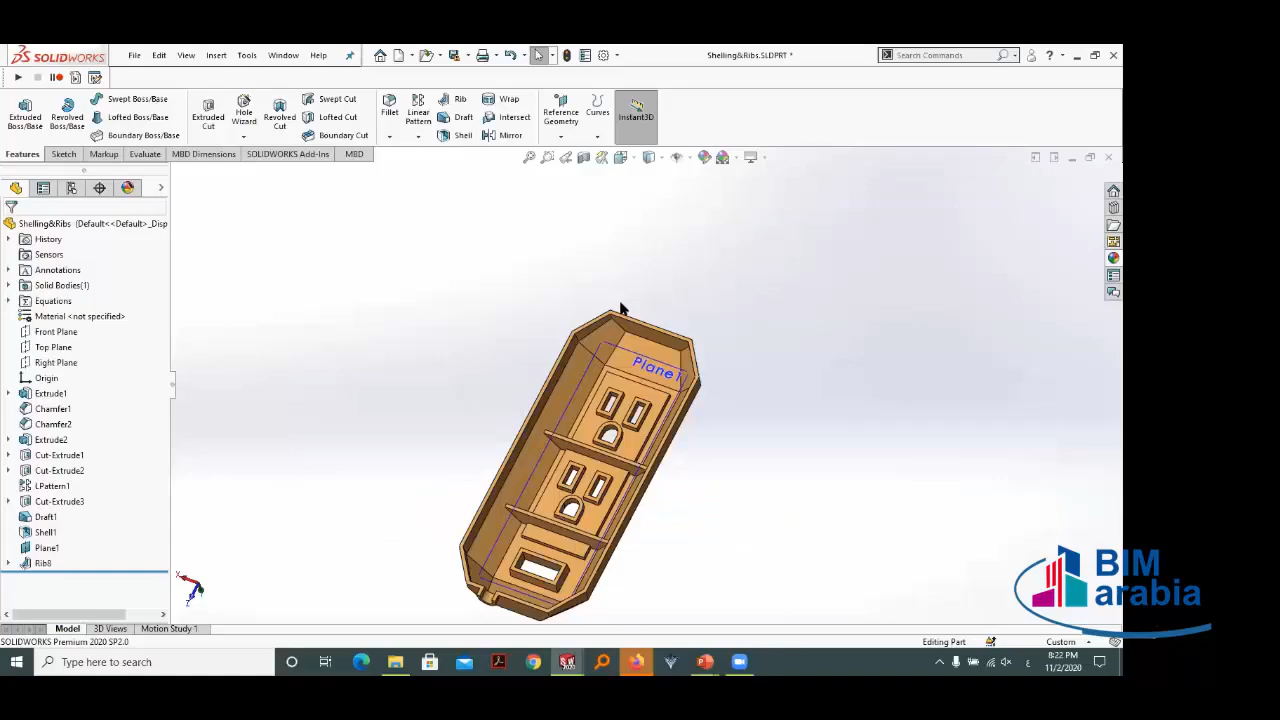 SOLIDWORKS File Edit View Insert Tools Window Help Shelling&Ribs.SLDPRT * Search Commands
Extruded Boss/Base
Revolved Boss/Base
Swept Boss/Base
Lofted Boss/Base
Boundary Boss/Base
Extruded Cut
Hole Wizard
Revolved Cut
Swept Cut
Lofted Cut
Boundary Cut
Fillet
Linear Pattern
Rib
Draft
Shell
Wrap
Intersect
Mirror
Reference Geometry
Curves
Instant3D
Features Sketch Markup Evaluate MBD Dimensions SOLIDWORKS Add-Ins MBD
Shelling&Ribs (Default<<Default>_Disp
History
Sensors
Annotations
Solid Bodies(1)
Equations
Material <not specified>
Front Plane
Top Plane
Right Plane
Origin
Extrude1
Chamfer1
Chamfer2
Extrude2
Cut-Extrude1
Cut-Extrude2
LPattern1
Cut-Extrude3
Draft1
Shell1
Plane1
Rib8
Plane1
X
Z
BIM
arabia
Model 3D Views Motion Study 1
SOLIDWORKS Premium 2020 SP2.0 Editing Part Custom
Type here to search
ع
8:22 PM
11/2/2020